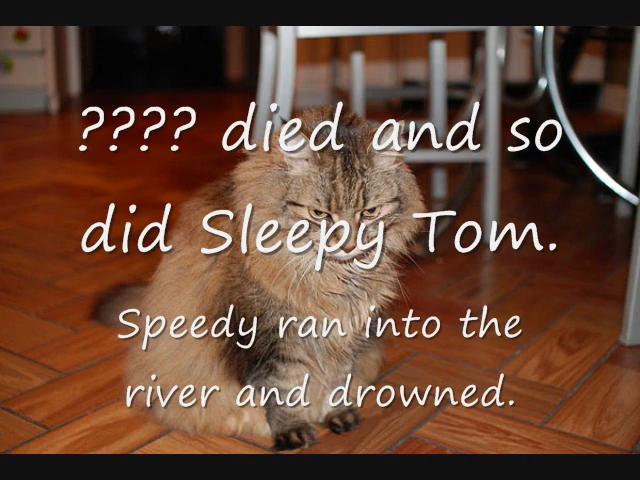 ???? died and so
did Sleepy Tom.
Speedy ran into the
river and drowned.